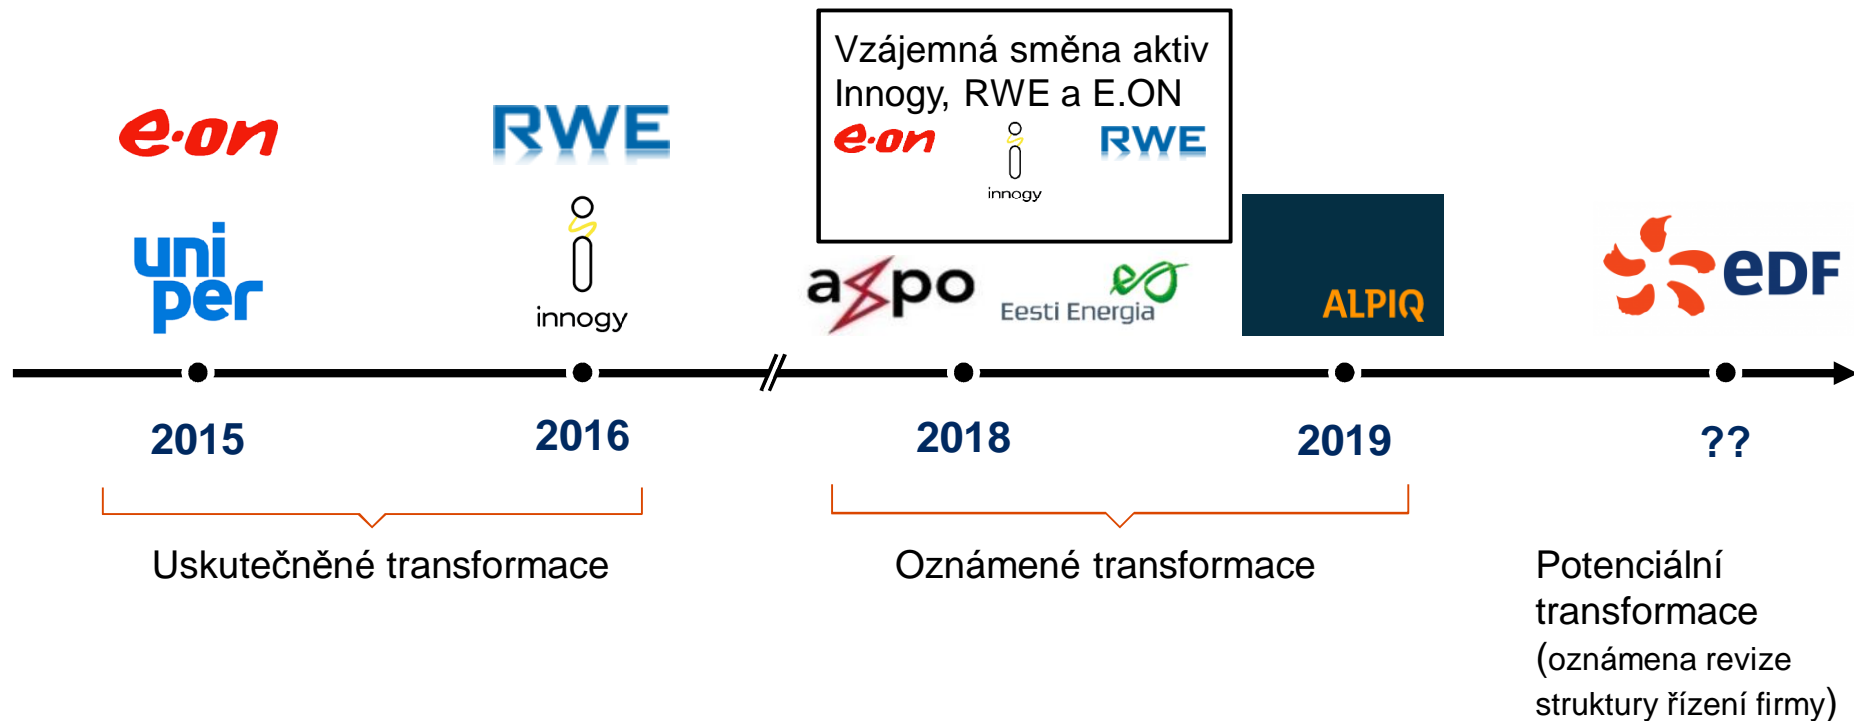 Vzájemná směna aktiv
Innogy, RWE a E.ON
e·on
innogy
RWE
e·on
RWE
uni
per
innogy
axpo
Eesti Energia
ALPIQ
eDF
2015
2016
2018
2019
??
Uskutečněné transformace
Oznámené transformace
Potenciální
transformace
(oznámena revize
struktury řízení firmy)